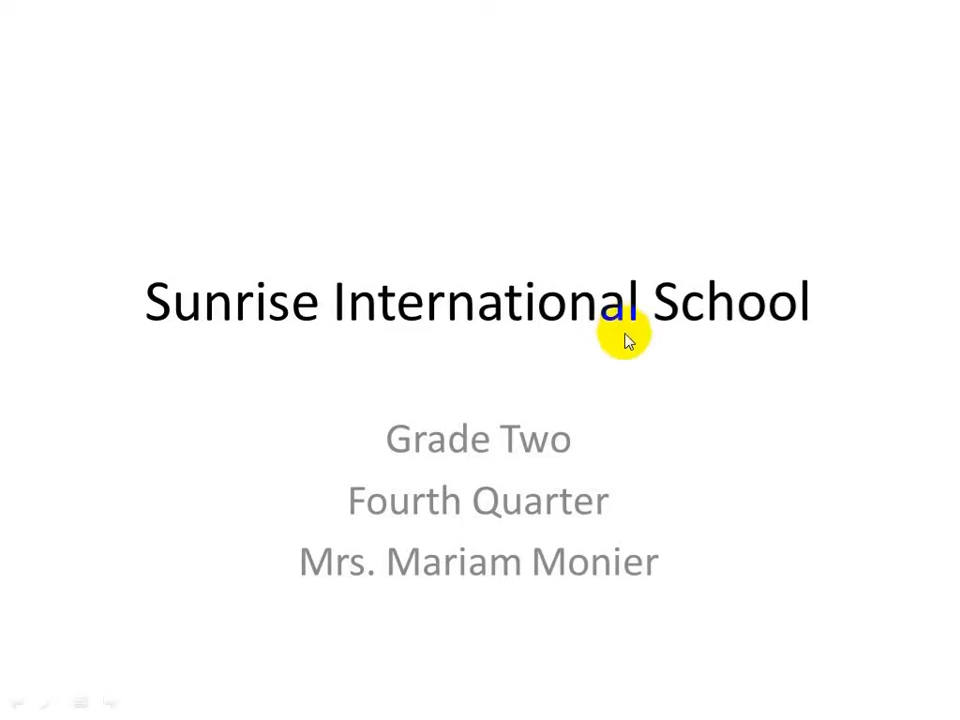 Sunrise International School
Grade Two
Fourth Quarter
Mrs. Mariam Monier